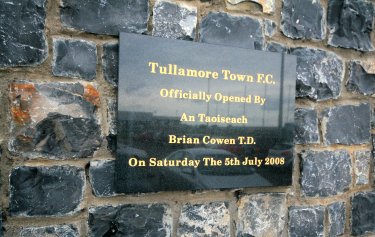 Tullamore Town F.C.
Officially Opened By
An Taoiseach
Brian Cowen T.D.
On Saturday The 5th July 2008